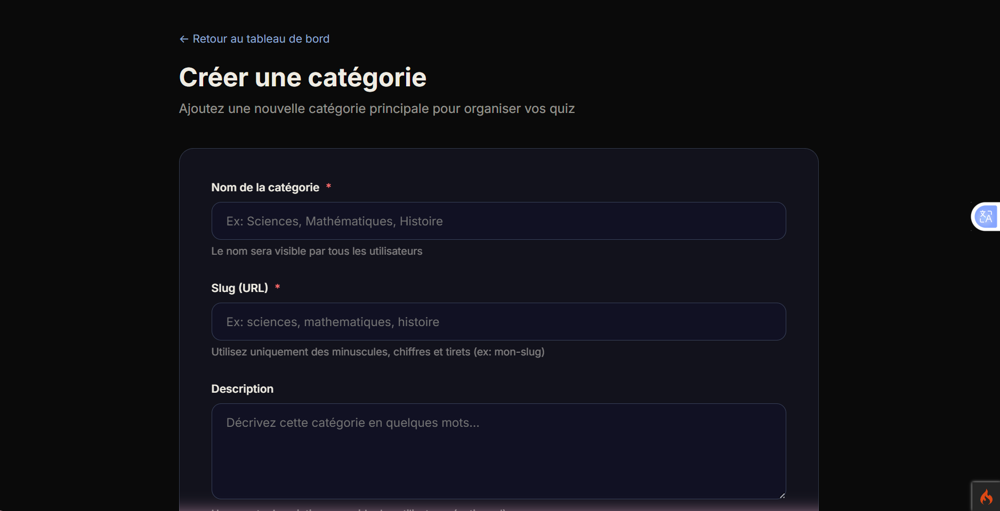 ← Retour au tableau de bord
Créer une catégorie
Ajoutez une nouvelle catégorie principale pour organiser vos quiz
Nom de la catégorie *
Ex: Sciences, Mathématiques, Histoire
Le nom sera visible par tous les utilisateurs
Slug (URL) *
Ex: sciences, mathematiques, histoire
Utilisez uniquement des minuscules, chiffres et tirets (ex: mon-slug)
Description
Décrivez cette catégorie en quelques mots...